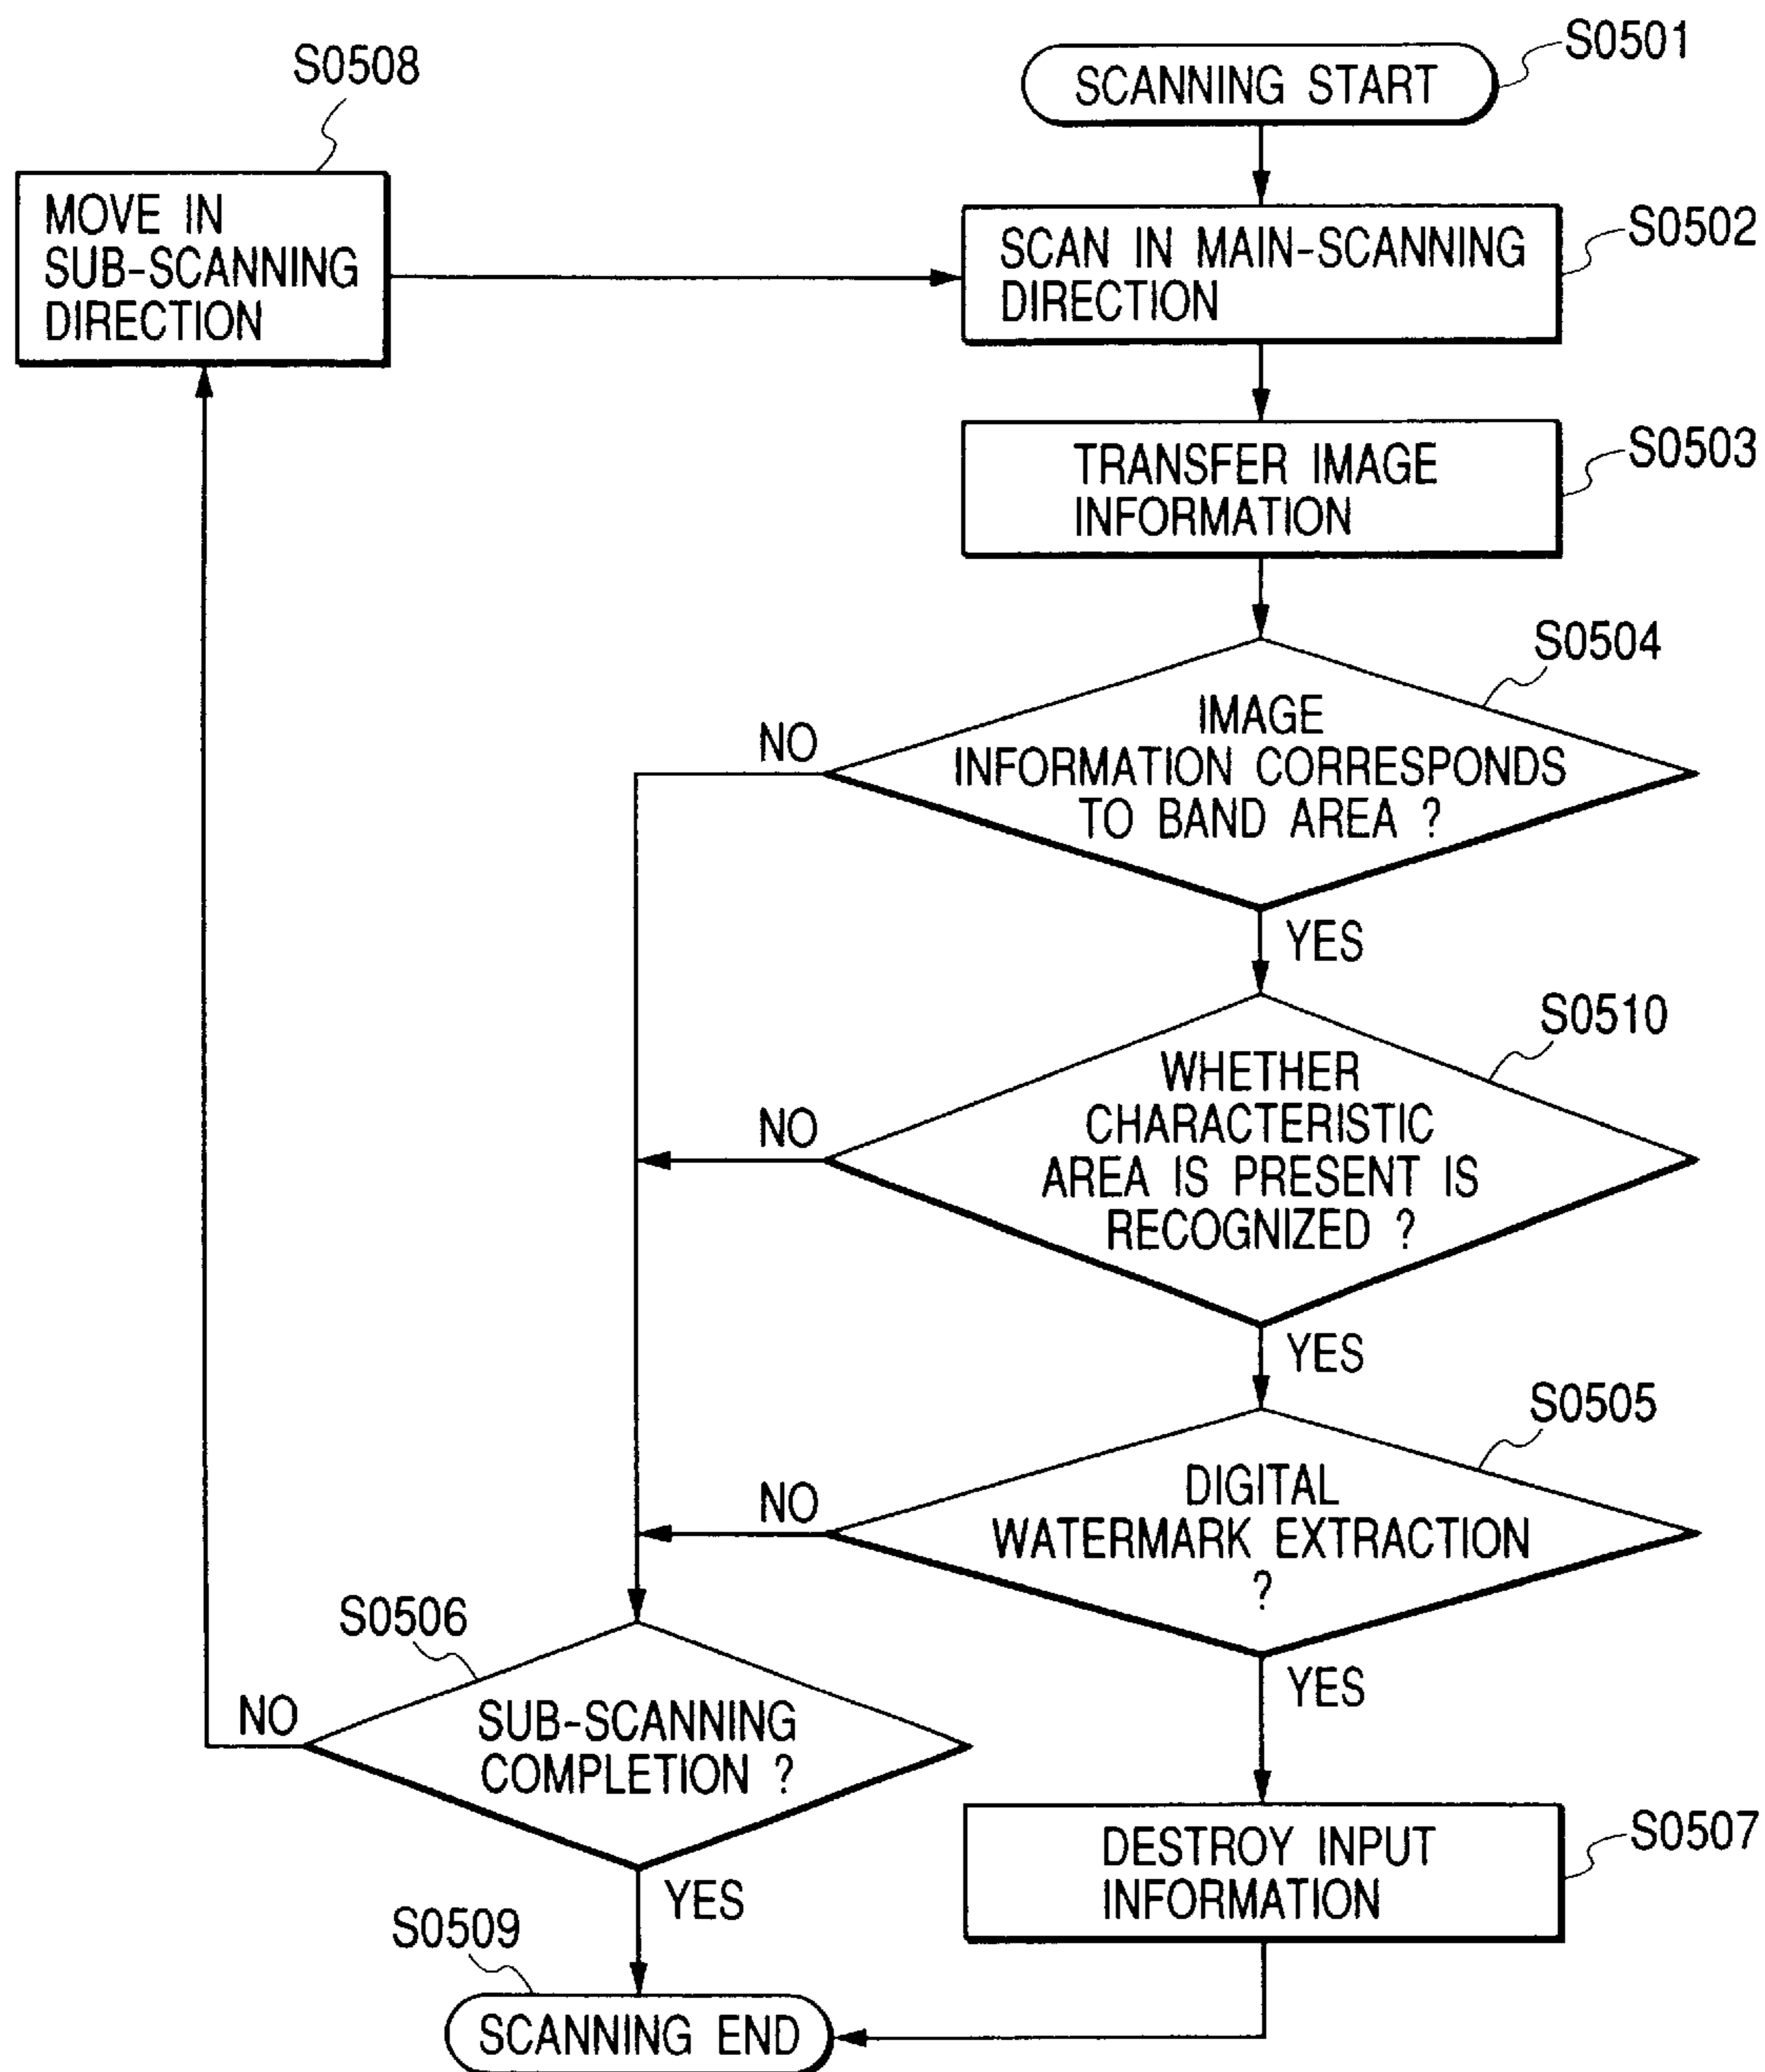 S0501
SCANNING START
S0508
MOVE IN
SUB-SCANNING
DIRECTION
S0502
SCAN IN MAIN-SCANNING
DIRECTION
S0503
TRANSFER IMAGE
INFORMATION
S0504
IMAGE
INFORMATION CORRESPONDS
TO BAND AREA ?
NO
YES
S0510
WHETHER
CHARACTERISTIC
AREA IS PRESENT IS
RECOGNIZED ?
NO
YES
S0505
DIGITAL
WATERMARK EXTRACTION
?
NO
YES
S0506
SUB-SCANNING
COMPLETION ?
NO
YES
S0507
DESTROY INPUT
INFORMATION
S0509
SCANNING END